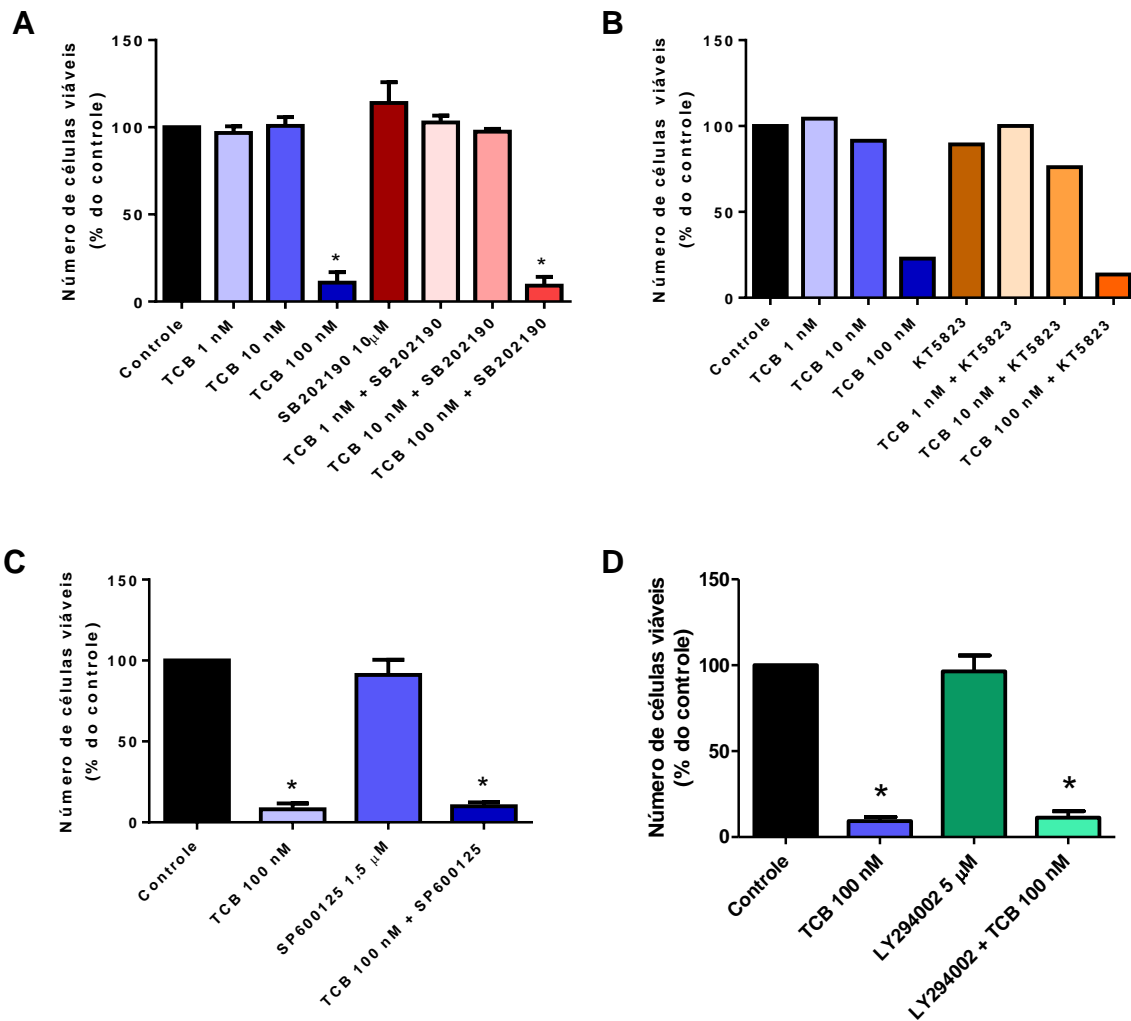 A
Número de células viáveis
(% do controle)
150
100
50
0
*
*
Controle
TCB 1 nM
TCB 10 nM
TCB 100 nM
SB202190 10μM
TCB 1 nM + SB202190
TCB 10 nM + SB202190
TCB 100 nM + SB202190
B
Número de células viáveis
(% do controle)
150
100
50
0
Controle
TCB 1 nM
TCB 10 nM
TCB 100 nM
KT5823
TCB 1 nM + KT5823
TCB 10 nM + KT5823
TCB 100 nM + KT5823
C
Número de células viáveis
(% do controle)
150
100
50
0
*
*
Controle
TCB 100 nM
SP600125 1,5 μM
TCB 100 nM + SP600125
D
Número de células viáveis
(% do controle)
150
100
50
0
*
*
Controle
TCB 100 nM
LY294002 5 μM
LY294002 + TCB 100 nM